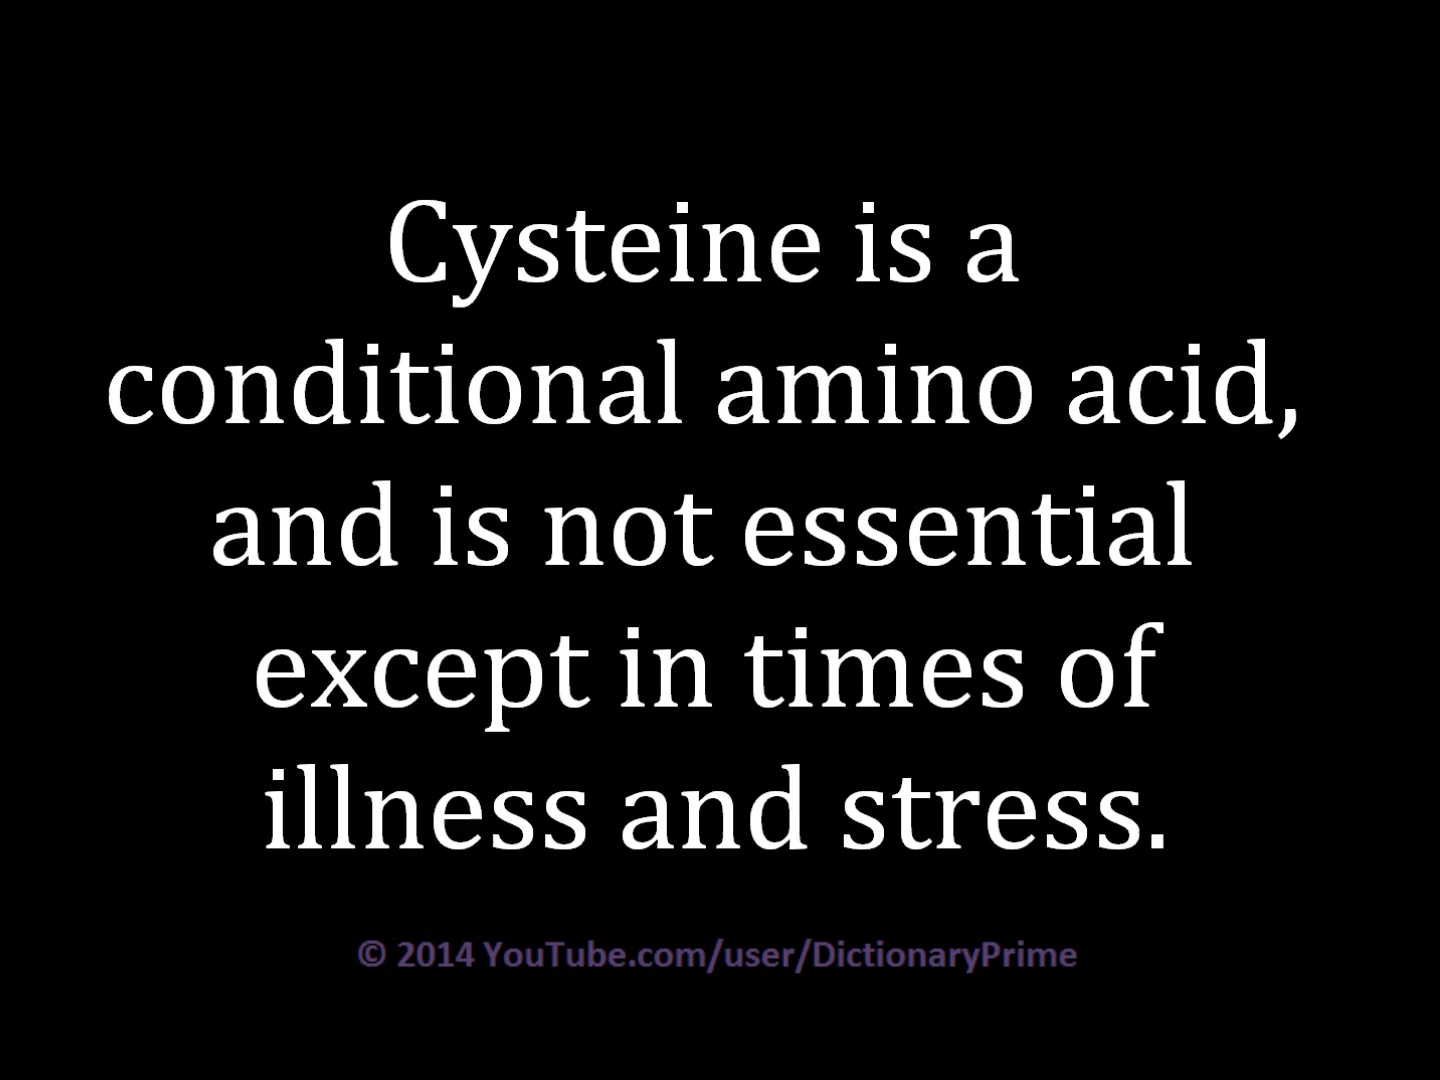 Cysteine is a
conditional amino acid,
and is not essential
except in times of
illness and stress.
© 2014 YouTube.com/user/DictionaryPrime